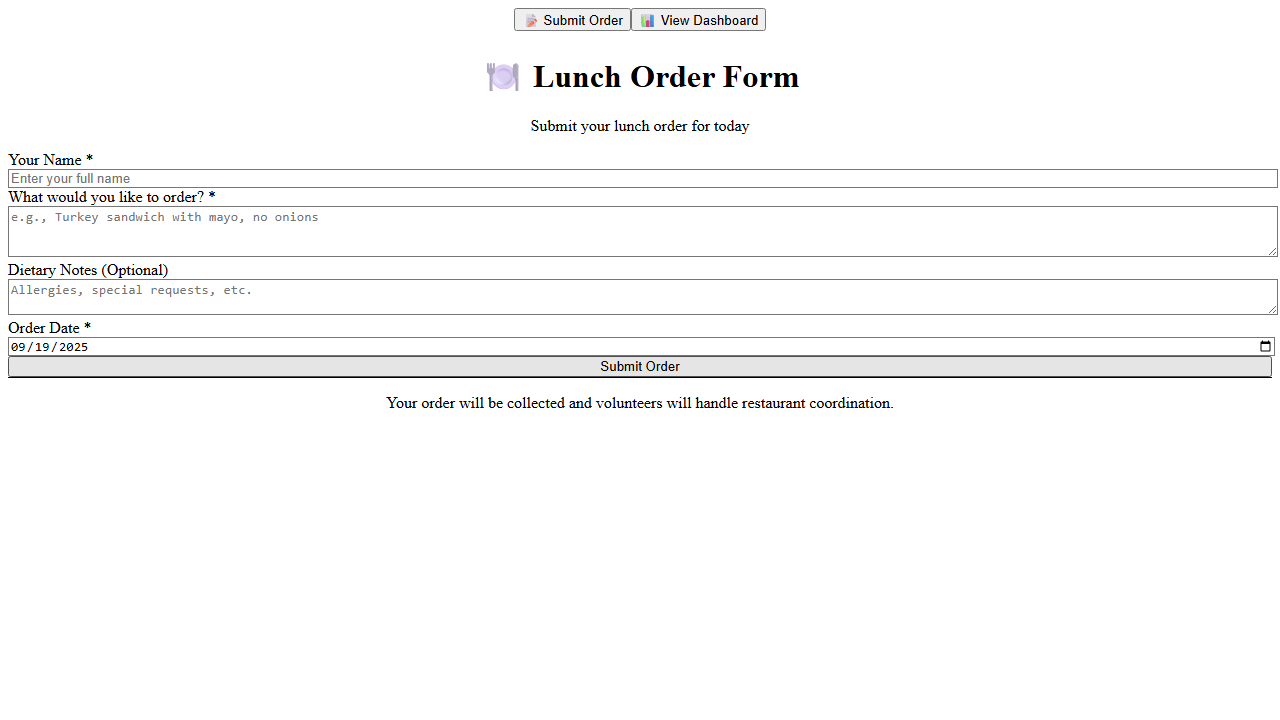 Submit Order View Dashboard
Lunch Order Form
Submit your lunch order for today
Your Name *
Enter your full name
What would you like to order? *
e.g., Turkey sandwich with mayo, no onions
Dietary Notes (Optional)
Allergies, special requests, etc.
Order Date *
09/19/2025
Submit Order
Your order will be collected and volunteers will handle restaurant coordination.